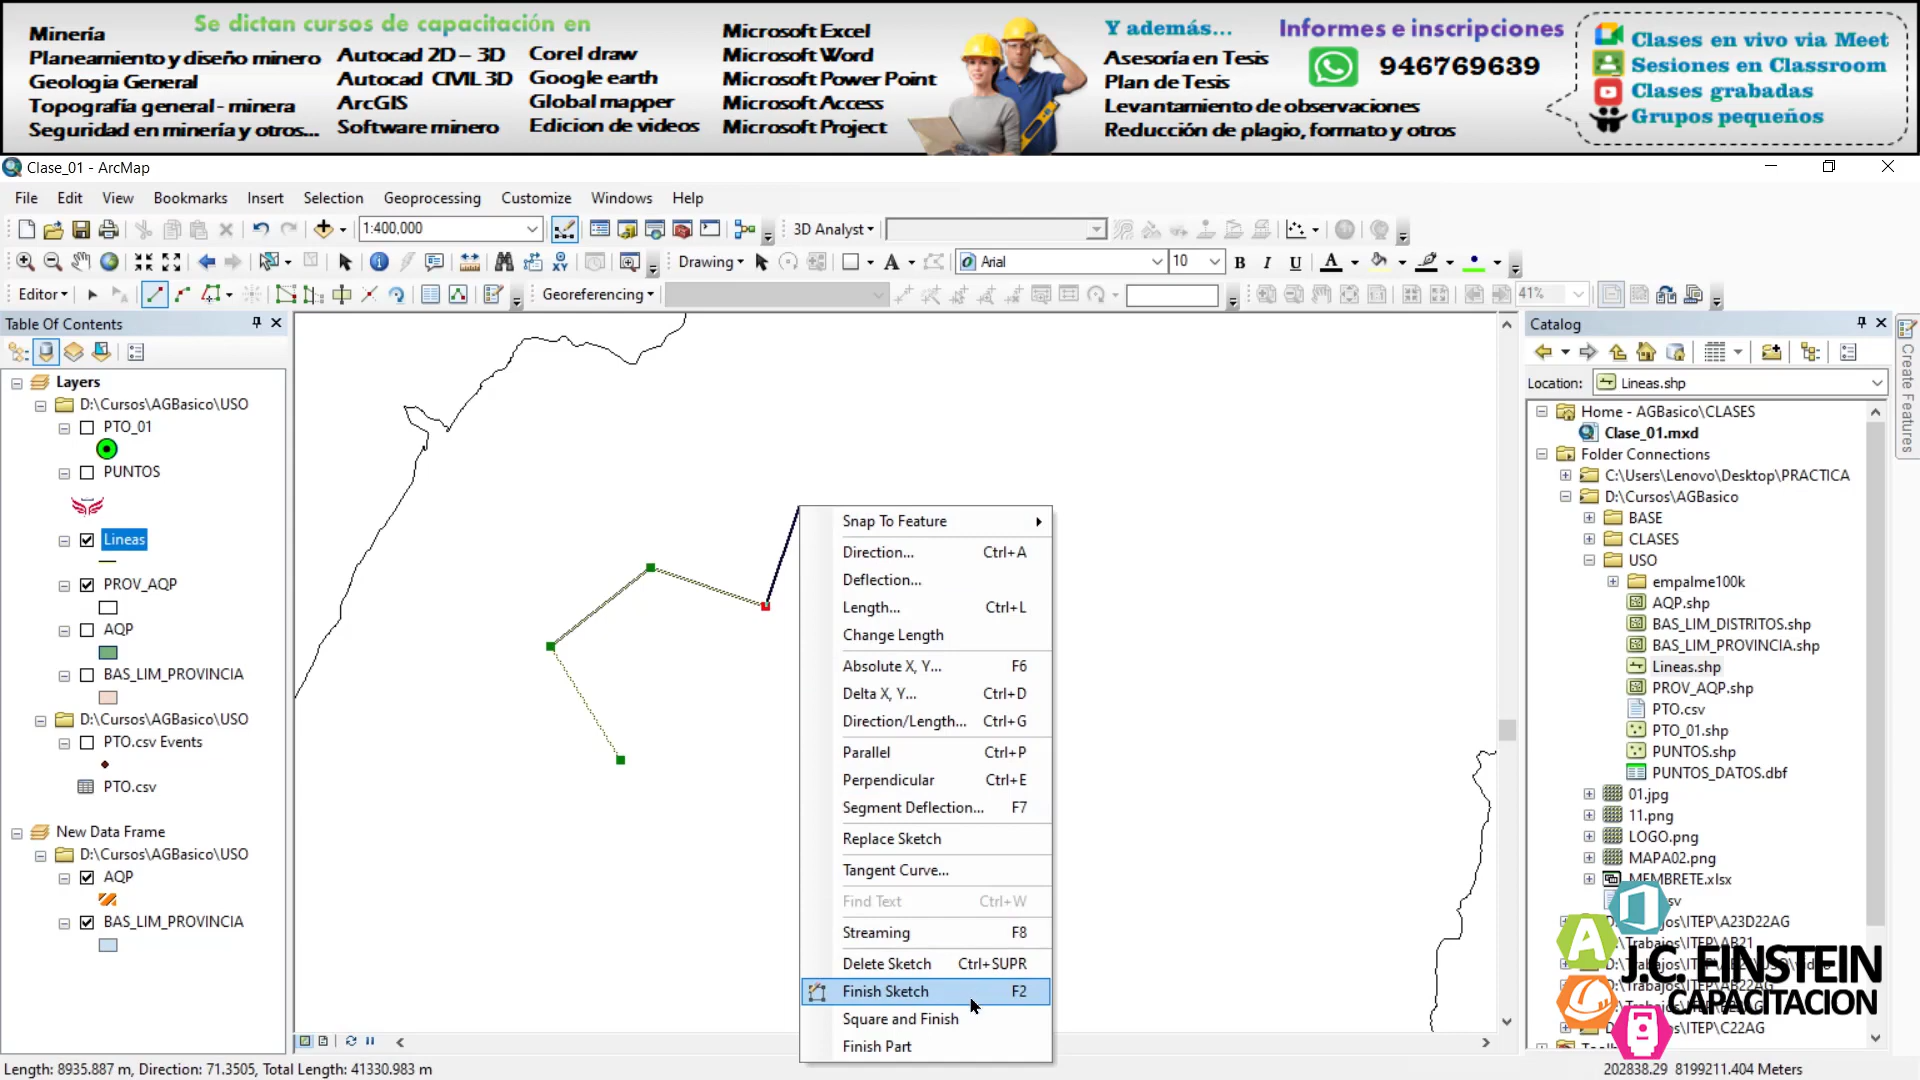 Se dictan cursos de capacitación en
Minería
Planeamiento y diseño minero
Geologia General
Topografía general - minera
Seguridad en minería y otros...
Autocad 2D – 3D
Autocad CIVIL 3D
ArcGIS
Software minero
Corel draw
Google earth
Global mapper
Edicion de videos
Microsoft Excel
Microsoft Word
Microsoft Power Point
Microsoft Access
Microsoft Project
Y además...
Asesoría en Tesis
Plan de Tesis
Levantamiento de observaciones
Reducción de plagio, formato y otros
Informes e inscripciones
946769639
Clases en vivo via Meet
Sesiones en Classroom
Clases grabadas
Grupos pequeños
Clase_01 - ArcMap
File Edit View Bookmarks Insert Selection Geoprocessing Customize Windows Help
1:400,000
3D Analyst
Drawing
Arial
10
B I U A
Editor
Georeferencing
41%
Table Of Contents
Layers
D:\Cursos\AGBasico\USO
PTO_01
PUNTOS
Lineas
PROV_AQP
AQP
BAS_LIM_PROVINCIA
D:\Cursos\AGBasico\USO
PTO.csv Events
PTO.csv
New Data Frame
D:\Cursos\AGBasico\USO
AQP
BAS_LIM_PROVINCIA
Snap To Feature
Direction... Ctrl+A
Deflection...
Length... Ctrl+L
Change Length
Absolute X, Y... F6
Delta X, Y... Ctrl+D
Direction/Length... Ctrl+G
Parallel Ctrl+P
Perpendicular Ctrl+E
Segment Deflection... F7
Replace Sketch
Tangent Curve...
Find Text Ctrl+W
Streaming F8
Delete Sketch Ctrl+SUPR
Finish Sketch F2
Square and Finish
Finish Part
Catalog
Location: Lineas.shp
Home - AGBasico\CLASES
Clase_01.mxd
Folder Connections
C:\Users\Lenovo\Desktop\PRACTICA
D:\Cursos\AGBasico
BASE
CLASES
USO
empalme100k
AQP.shp
BAS_LIM_DISTRITOS.shp
BAS_LIM_PROVINCIA.shp
Lineas.shp
PROV_AQP.shp
PTO.csv
PTO_01.shp
PUNTOS.shp
PUNTOS_DATOS.dbf
01.jpg
11.png
LOGO.png
MAPA02.png
MEMBRETE.xlsx
Create Features
J.C. EINSTEIN
CAPACITACION
Length: 8935.887 m, Direction: 71.3505, Total Length: 41330.983 m
202838.29 8199211.404 Meters